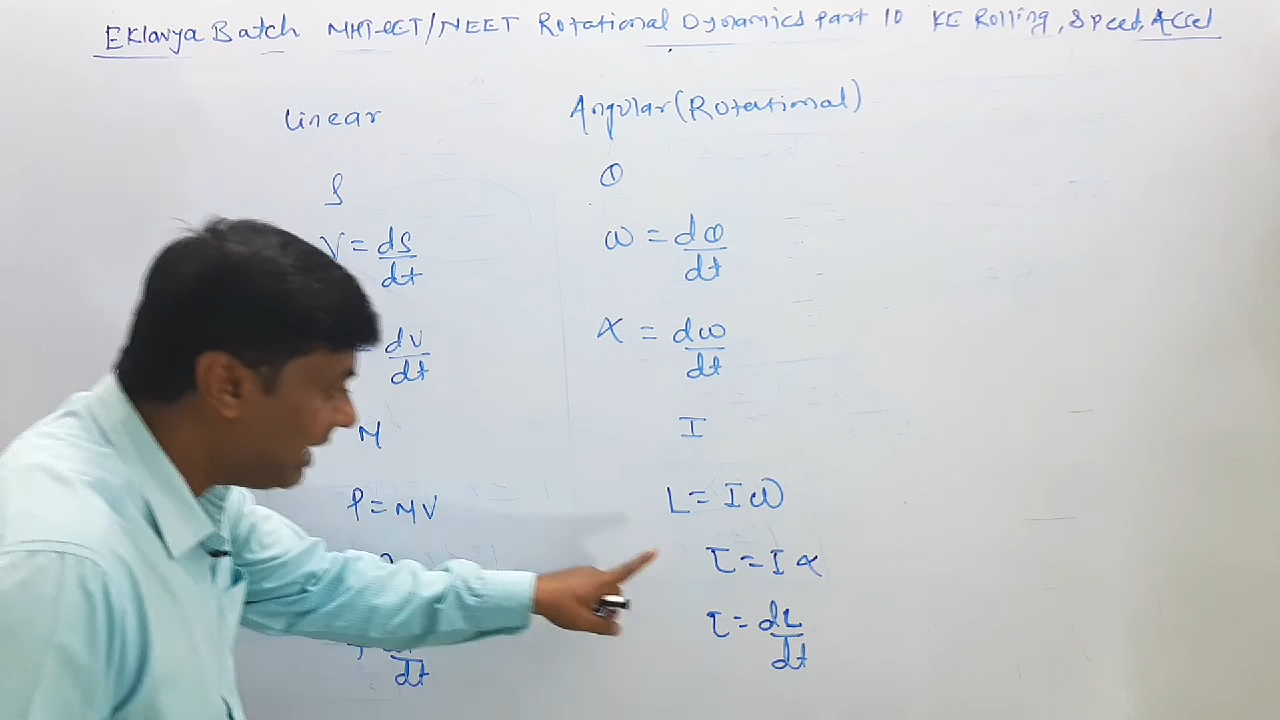 Eklavya Batch MHT-CET/NEET Rotational Dynamics part 10 KE Rolling, Speed, Accel
Linear Angular (Rotational)
S θ
V = ds/dt ω = dθ/dt
= dv/dt α = dω/dt
M I
P = MV L = Iω
τ = Iα
τ = dL/dt
dt